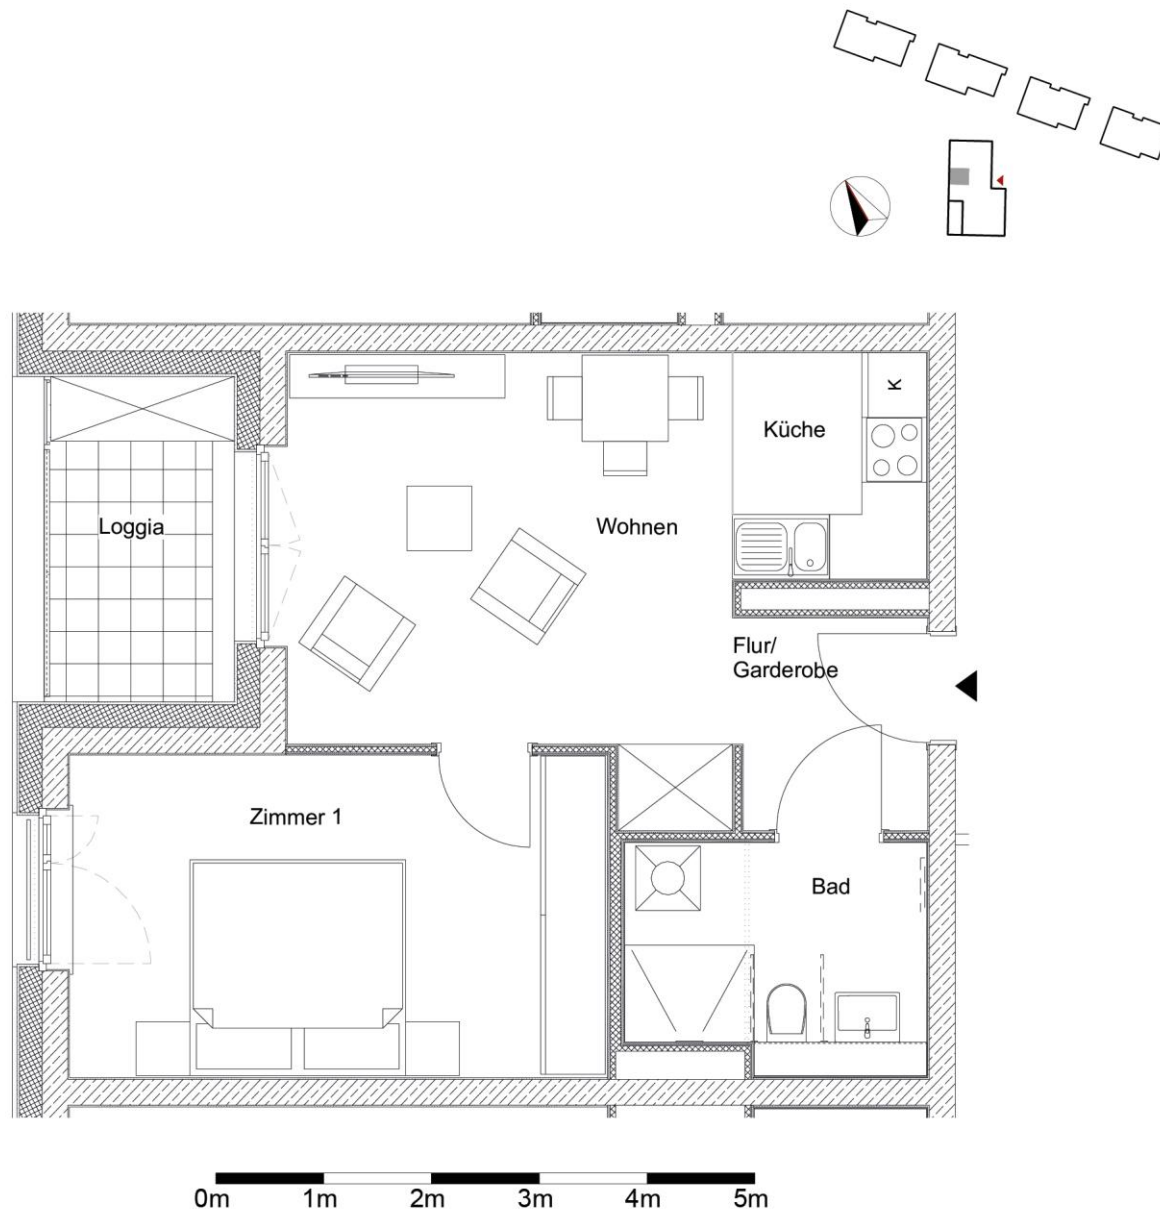 K
Küche
Loggia
Wohnen
Flur/
Garderobe
Zimmer 1
Bad
0m 1m 2m 3m 4m 5m